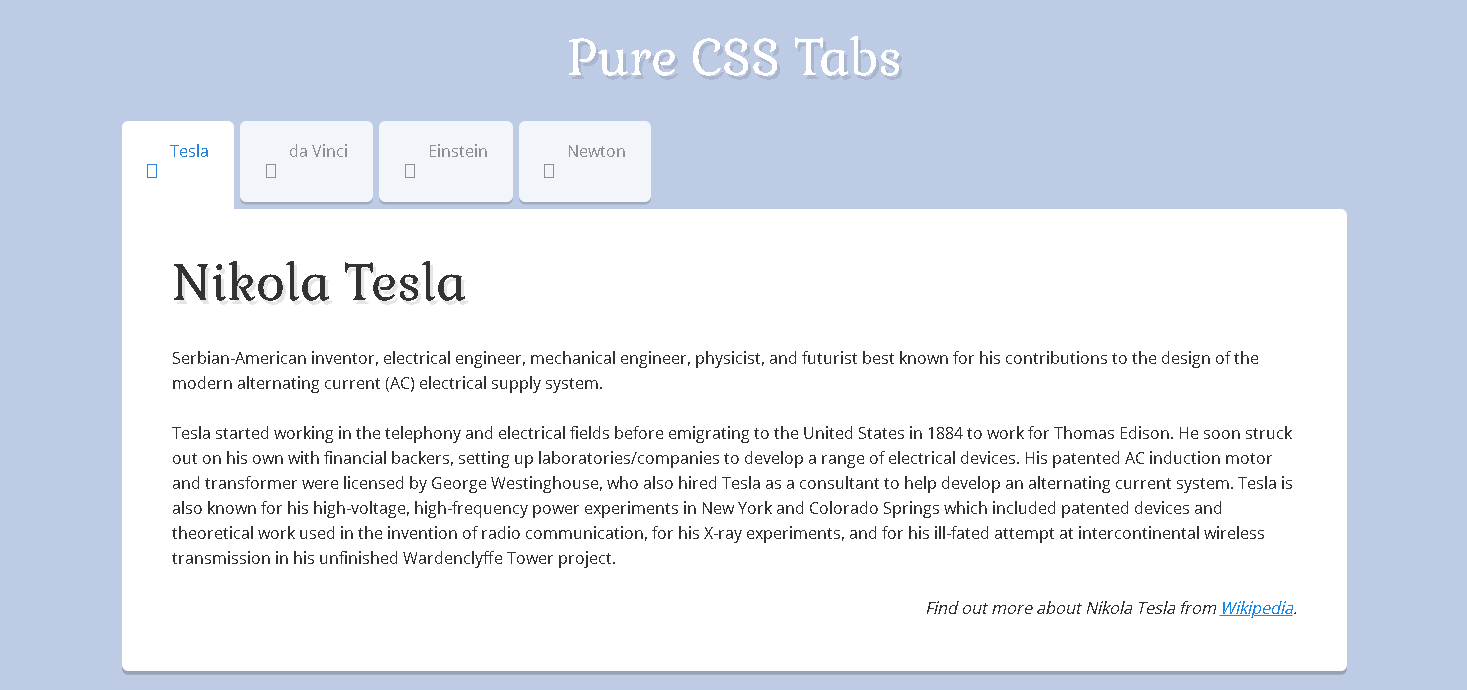 Pure CSS Tabs
Tesla
da Vinci
Einstein
Newton
Nikola Tesla
Serbian-American inventor, electrical engineer, mechanical engineer, physicist, and futurist best known for his contributions to the design of the
modern alternating current (AC) electrical supply system.
Tesla started working in the telephony and electrical fields before emigrating to the United States in 1884 to work for Thomas Edison. He soon struck
out on his own with financial backers, setting up laboratories/companies to develop a range of electrical devices. His patented AC induction motor
and transformer were licensed by George Westinghouse, who also hired Tesla as a consultant to help develop an alternating current system. Tesla is
also known for his high-voltage, high-frequency power experiments in New York and Colorado Springs which included patented devices and
theoretical work used in the invention of radio communication, for his X-ray experiments, and for his ill-fated attempt at intercontinental wireless
transmission in his unfinished Wardenclyffe Tower project.
Find out more about Nikola Tesla from Wikipedia.